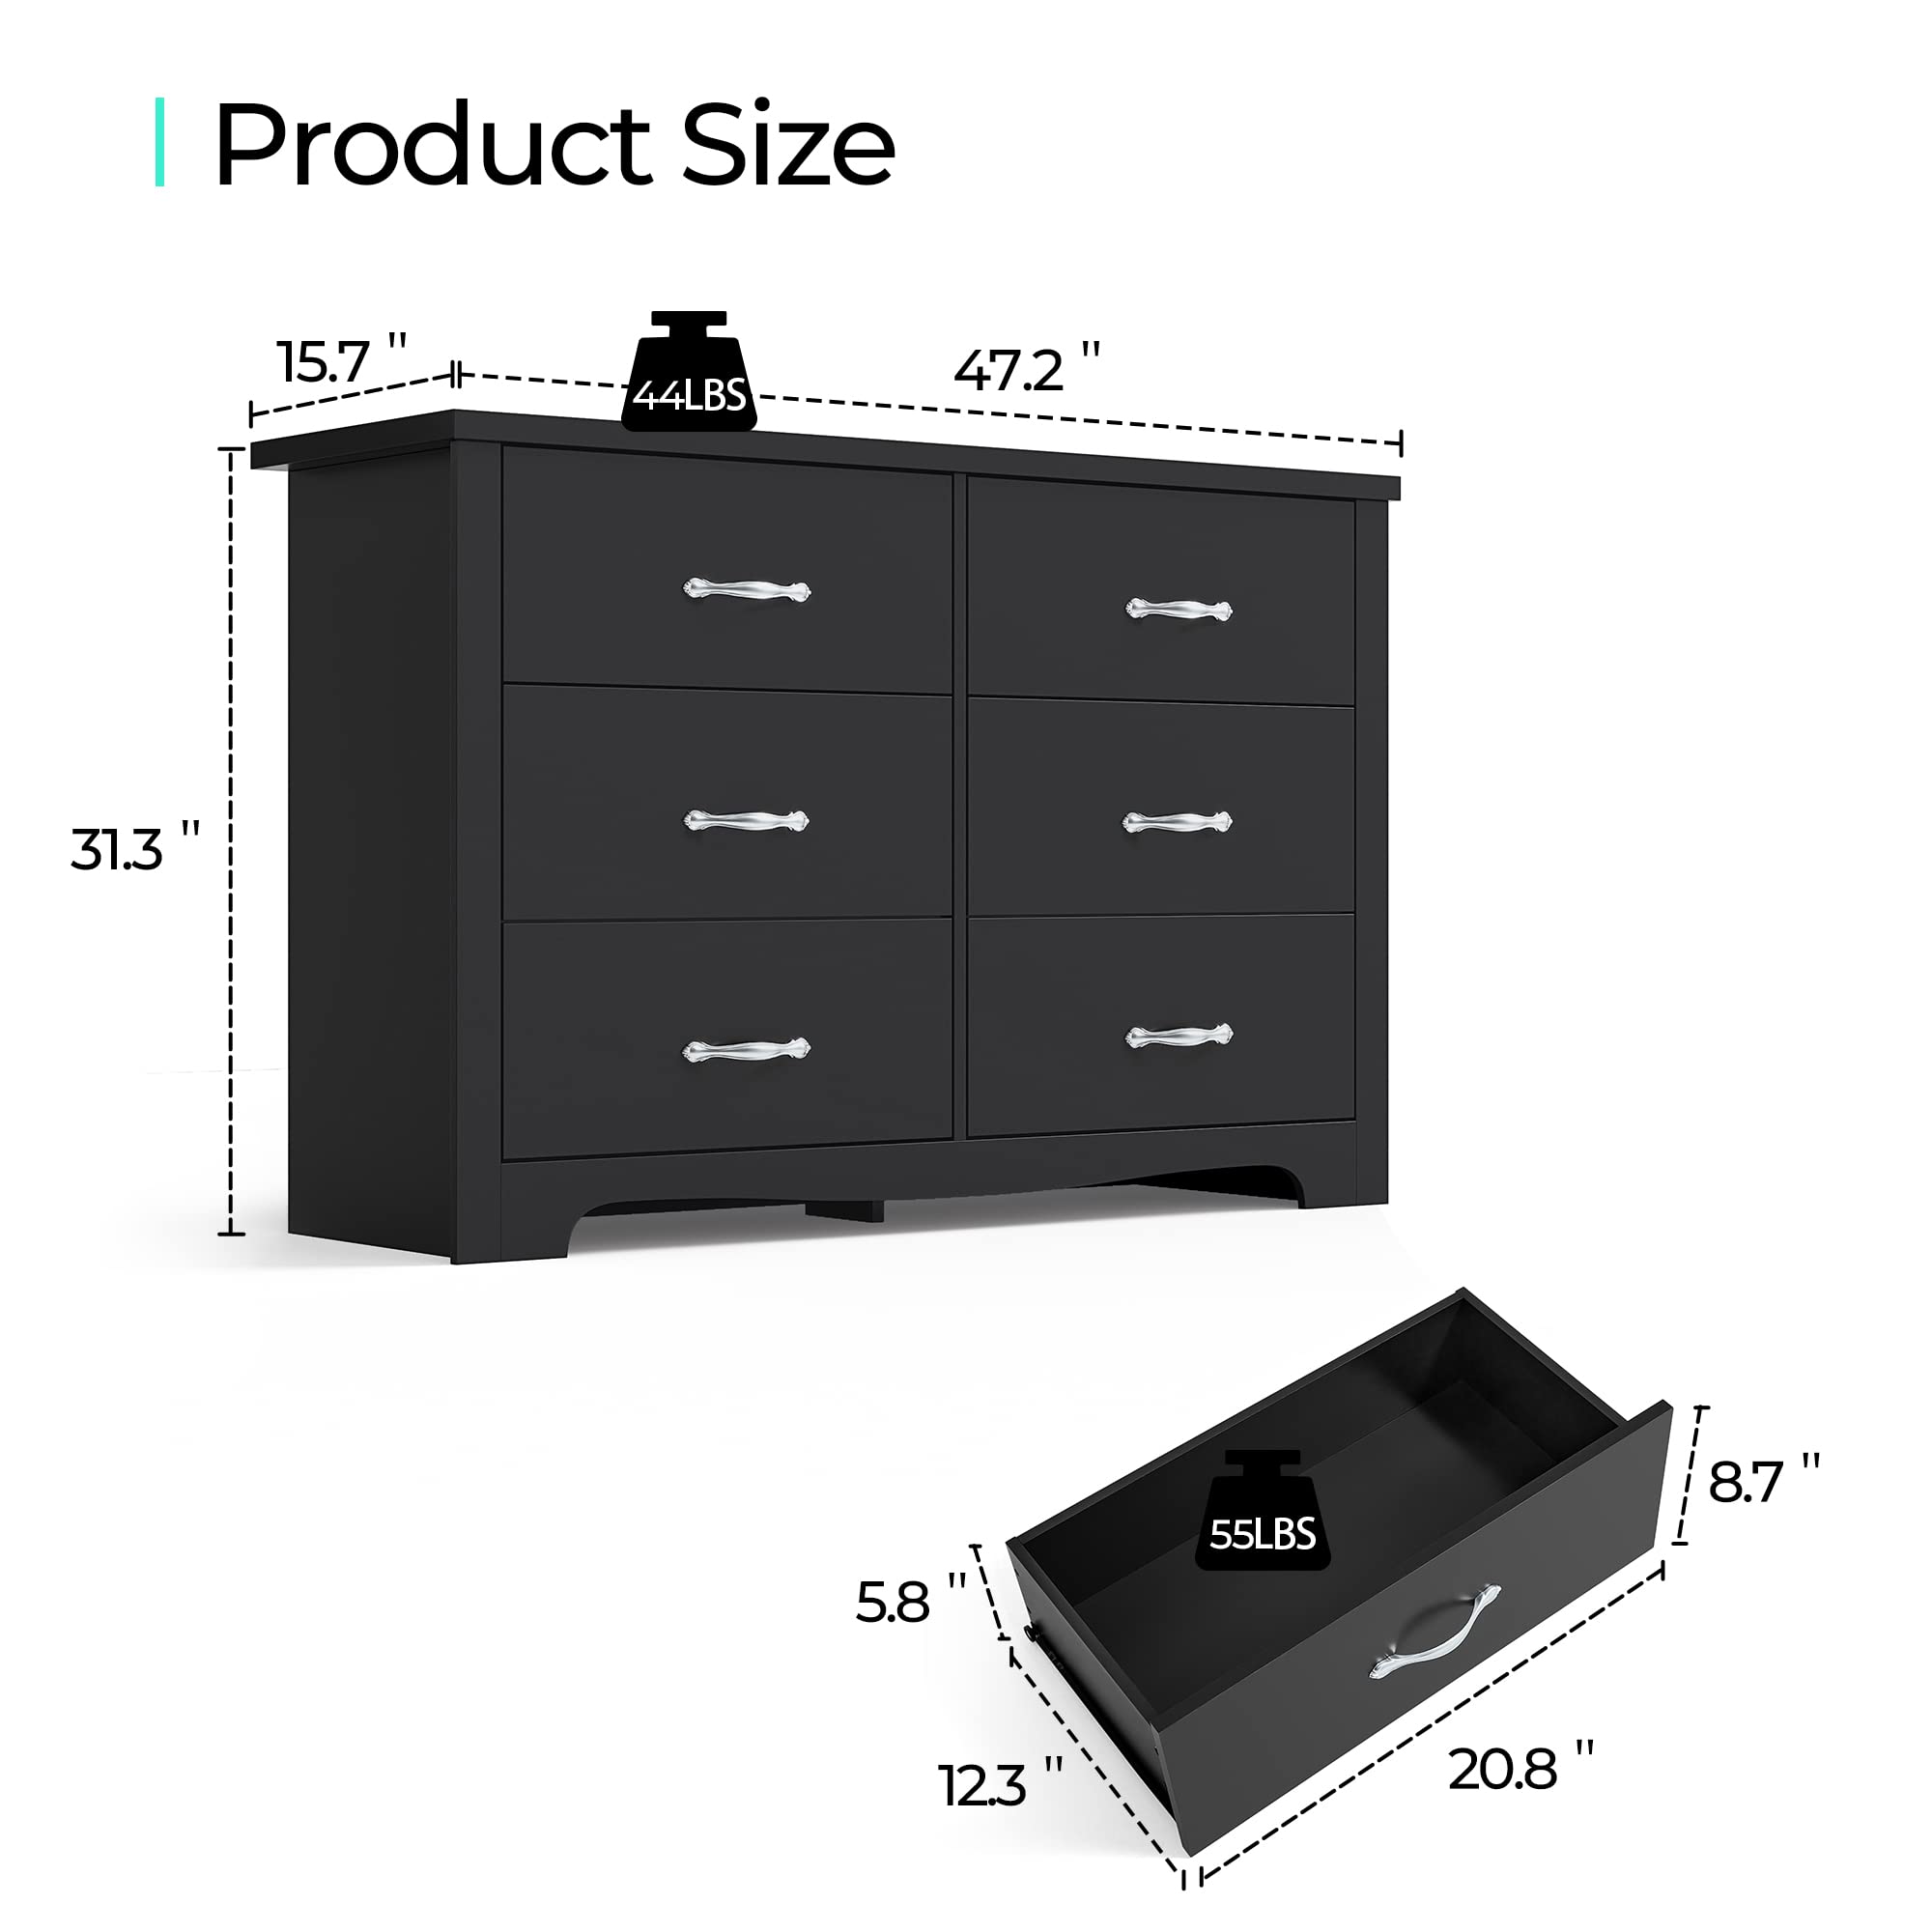 Product Size
15.7 "
44LBS
47.2 "
31.3 "
8.7 "
55LBS
5.8 "
12.3 "
20.8 "